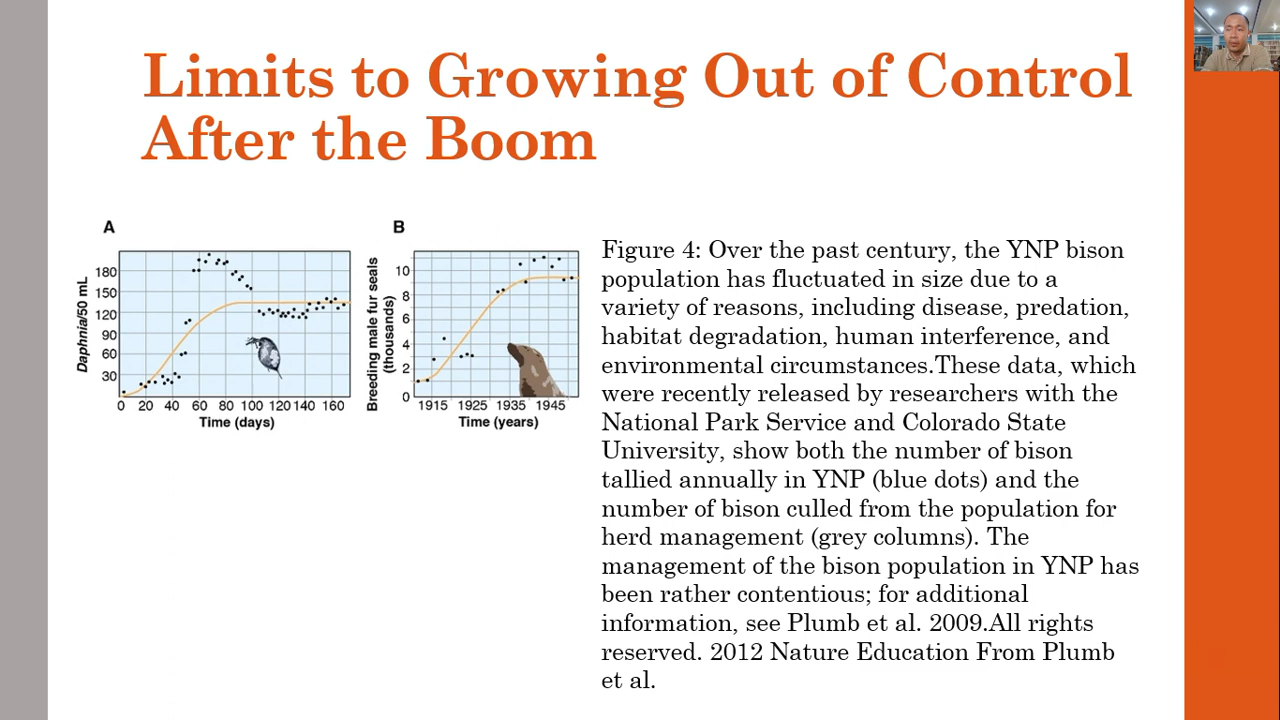 Limits to Growing Out of Control
After the Boom
A
Daphnia/50 mL
180
150
120
90
60
30
0 20 40 60 80 100 120 140 160
Time (days)
B
Breeding male fur seals
(thousands)
10
8
6
4
2
0
1915 1925 1935 1945
Time (years)
Figure 4: Over the past century, the YNP bison
population has fluctuated in size due to a
variety of reasons, including disease, predation,
habitat degradation, human interference, and
environmental circumstances.These data, which
were recently released by researchers with the
National Park Service and Colorado State
University, show both the number of bison
tallied annually in YNP (blue dots) and the
number of bison culled from the population for
herd management (grey columns). The
management of the bison population in YNP has
been rather contentious; for additional
information, see Plumb et al. 2009.All rights
reserved. 2012 Nature Education From Plumb
et al.